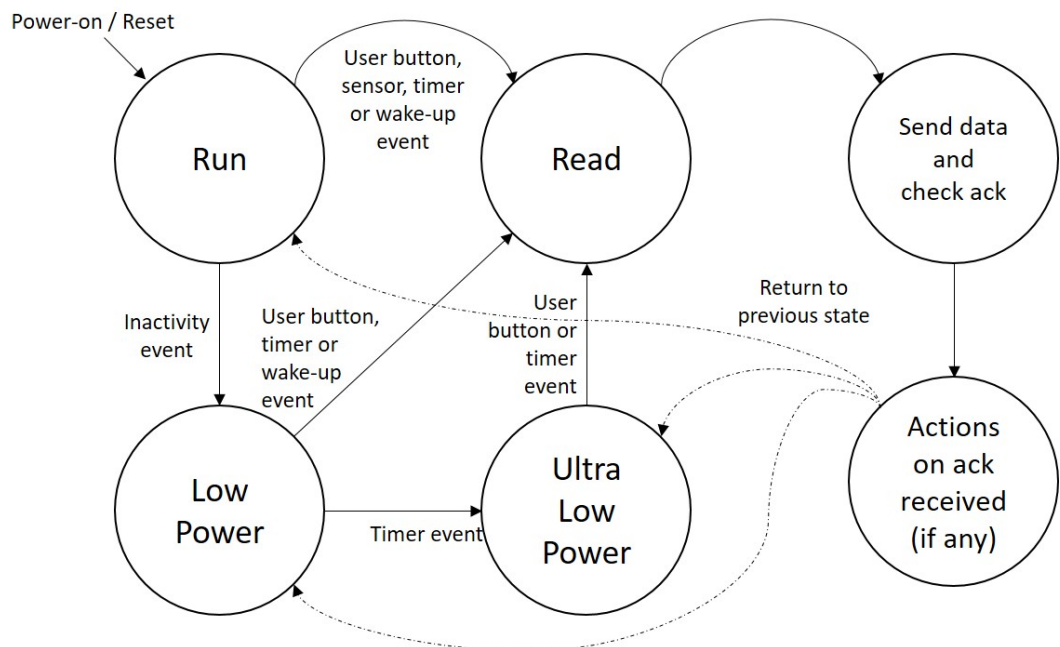 Power-on / Reset
User button,
sensor, timer
or wake-up
event
Run
Read
Send data
and
check ack
Inactivity
event
User button,
timer or
wake-up
event
User
button or
timer
event
Return to
previous state
Low
Power
Timer event
Ultra
Low
Power
Actions
on ack
received
(if any)